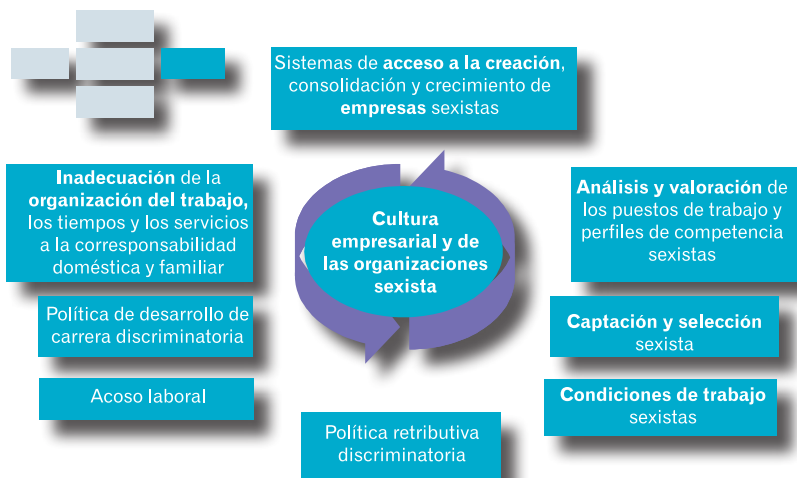 Sistemas de acceso a la creación,
consolidación y crecimiento de
empresas sexistas
Inadecuación de la
organización del trabajo,
los tiempos y los servicios
a la corresponsabilidad
doméstica y familiar
Cultura
empresarial y de
las organizaciones
sexista
Análisis y valoración de
los puestos de trabajo y
perfiles de competencia
sexistas
Política de desarrollo de
carrera discriminatoria
Captación y selección
sexista
Acoso laboral
Condiciones de trabajo
sexistas
Política retributiva
discriminatoria